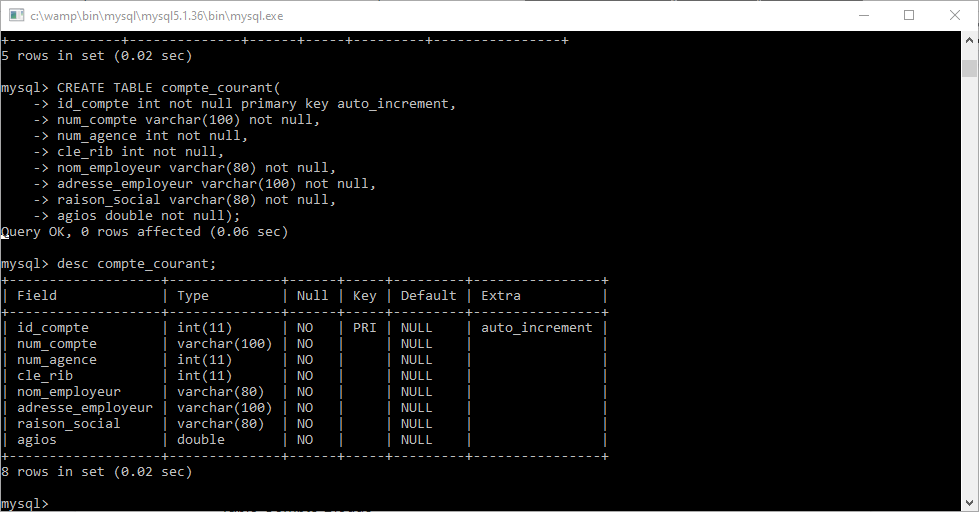 c:\wamp\bin\mysql\mysql5.1.36\bin\mysql.exe
+--------------+--------------+------+-----+---------+----------------+
5 rows in set (0.02 sec)
mysql> CREATE TABLE compte_courant(
    -> id_compte int not null primary key auto_increment,
    -> num_compte varchar(100) not null,
    -> num_agence int not null,
    -> cle_rib int not null,
    -> nom_employeur varchar(80) not null,
    -> adresse_employeur varchar(100) not null,
    -> raison_social varchar(80) not null,
    -> agios double not null);
Query OK, 0 rows affected (0.06 sec)
mysql> desc compte_courant;
+-------------------+--------------+------+-----+---------+----------------+
| Field             | Type         | Null | Key | Default | Extra          |
+-------------------+--------------+------+-----+---------+----------------+
| id_compte         | int(11)      | NO   | PRI | NULL    | auto_increment |
| num_compte        | varchar(100) | NO   |     | NULL    |                |
| num_agence        | int(11)      | NO   |     | NULL    |                |
| cle_rib           | int(11)      | NO   |     | NULL    |                |
| nom_employeur     | varchar(80)  | NO   |     | NULL    |                |
| adresse_employeur | varchar(100) | NO   |     | NULL    |                |
| raison_social     | varchar(80)  | NO   |     | NULL    |                |
| agios             | double       | NO   |     | NULL    |                |
+-------------------+--------------+------+-----+---------+----------------+
8 rows in set (0.02 sec)
mysql>